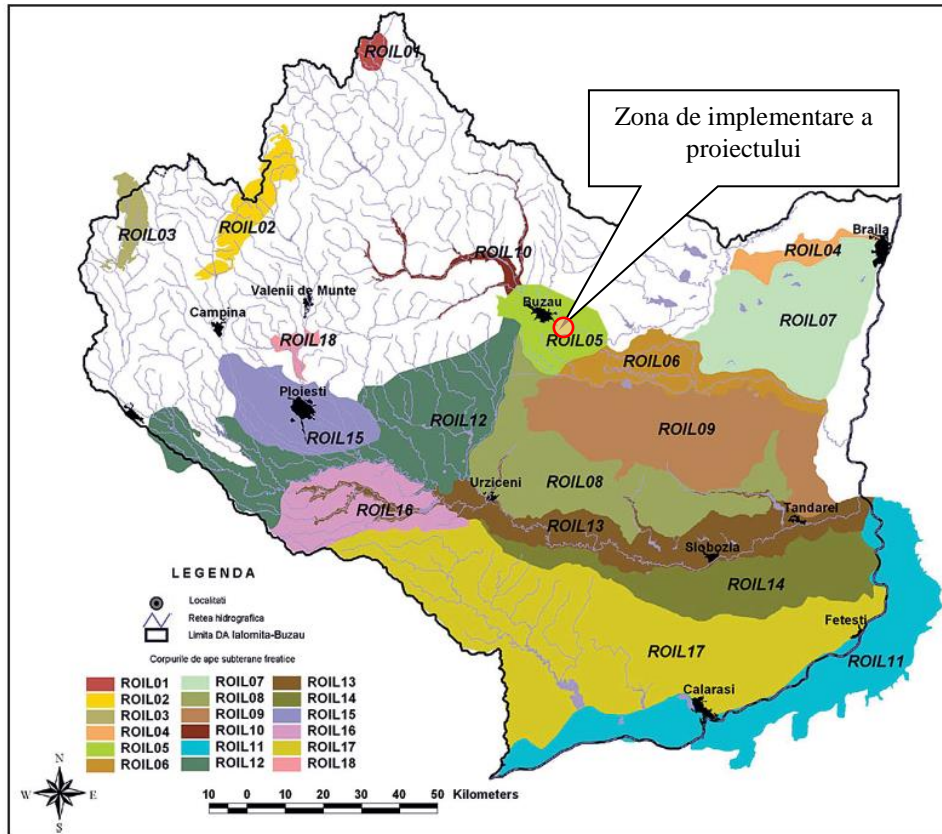 ROIL01
Zona de implementare a
proiectului
ROIL03
ROIL02
ROIL10
ROIL04
Braila
Valenii de Munte
Campina
Buzau
ROIL07
ROIL18
ROIL05
ROIL06
Ploiesti
ROIL12
ROIL15
ROIL09
Urziceni
ROIL08
ROIL16
Tandarei
ROIL13
Slobozia
ROIL14
Fetesti
ROIL17
ROIL11
Calarasi
LEGENDA
Localitati
Retea hidrografica
Limita DA Ialomita-Buzau
Corpurile de ape subterane freatice
ROIL01 ROIL07 ROIL13
ROIL02 ROIL08 ROIL14
ROIL03 ROIL09 ROIL15
ROIL04 ROIL10 ROIL16
ROIL05 ROIL11 ROIL17
ROIL06 ROIL12 ROIL18
N
W E
S
10 0 10 20 30 40 50 Kilometers